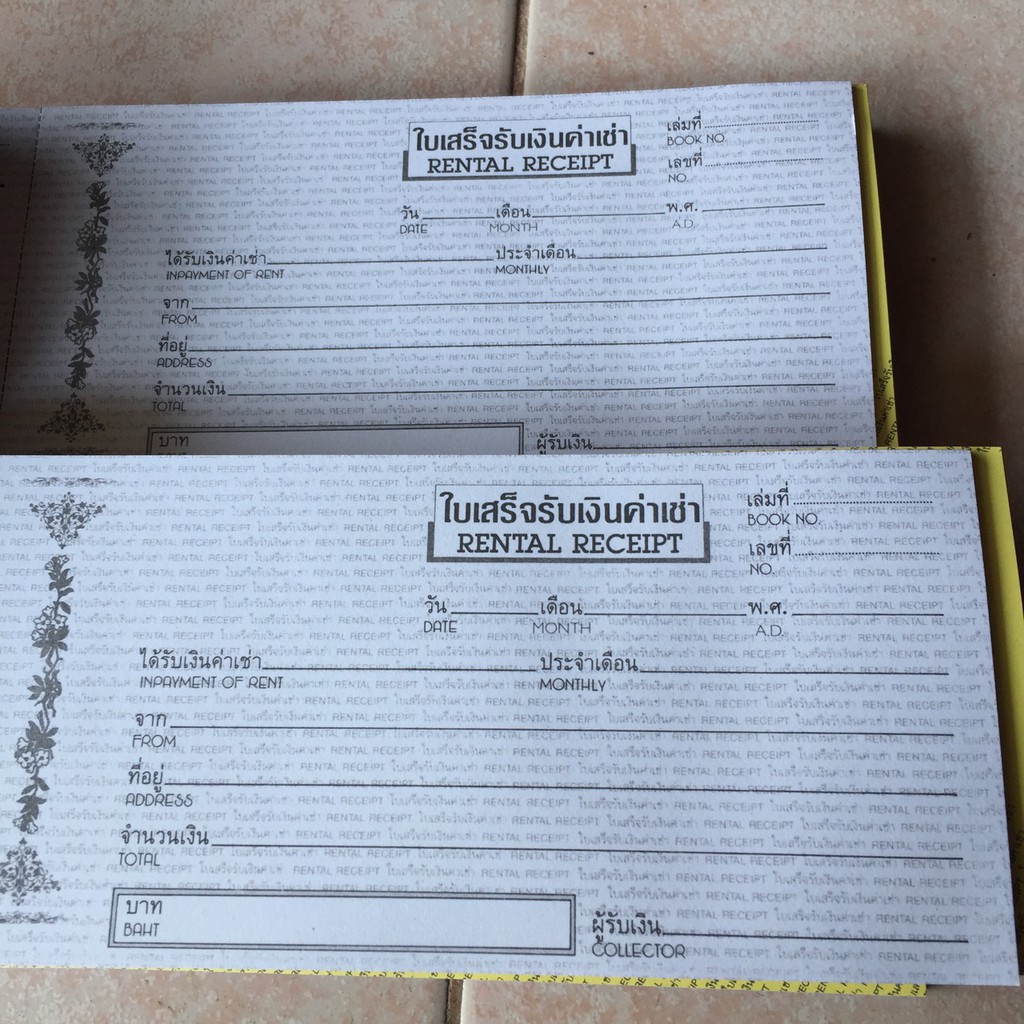 ใบเสร็จรับเงินค่าเช่า
RENTAL RECEIPT
เล่มที่
BOOK NO.
เลขที่
NO.
วัน เดือน พ.ศ.
DATE MONTH A.D.
ได้รับเงินค่าเช่า ประจำเดือน
INPAYMENT OF RENT MONTHLY
จาก
FROM
ที่อยู่
ADDRESS
จำนวนเงิน
TOTAL
บาท ผู้รับเงิน
ใบเสร็จรับเงินค่าเช่า
RENTAL RECEIPT
เล่มที่
BOOK NO.
เลขที่
NO.
วัน เดือน พ.ศ.
DATE MONTH A.D.
ได้รับเงินค่าเช่า ประจำเดือน
INPAYMENT OF RENT MONTHLY
จาก
FROM
ที่อยู่
ADDRESS
จำนวนเงิน
TOTAL
บาท ผู้รับเงิน
BAHT COLLECTOR